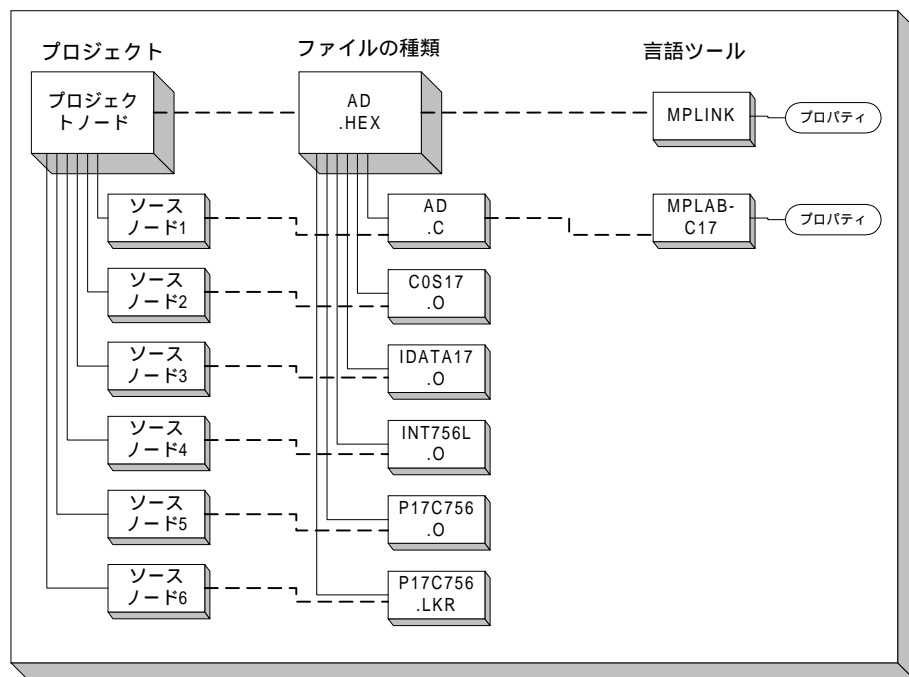 プロジェクト
ファイルの種類
言語ツール
プロジェク
トノード
AD
.HEX
MPLINK
プロパティ
ソース
ノード1
AD
.C
MPLAB-
C17
プロパティ
ソース
ノード2
C0S17
.O
ソース
ノード3
IDATA17
.O
ソース
ノード4
INT756L
.O
ソース
ノード5
P17C756
.O
ソース
ノード6
P17C756
.LKR